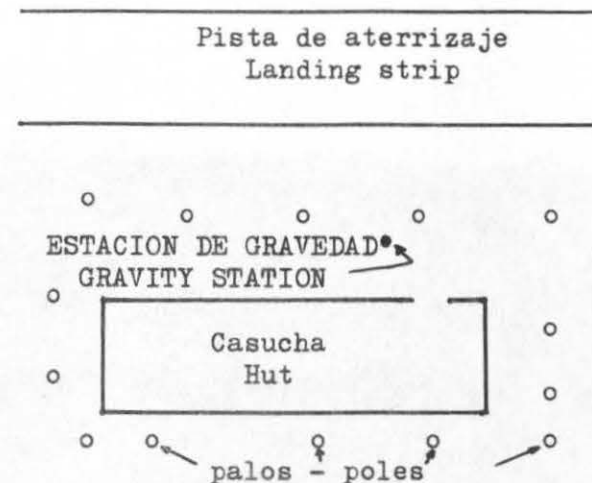 Pista de aterrizaje
Landing strip
ESTACION DE GRAVEDAD
GRAVITY STATION
Casucha
Hut
palos - poles